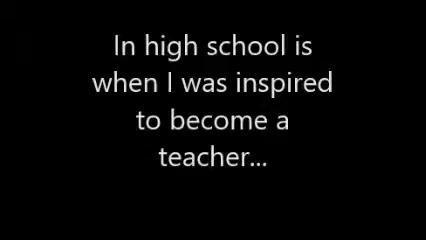 In high school is
when I was inspired
to become a
teacher...